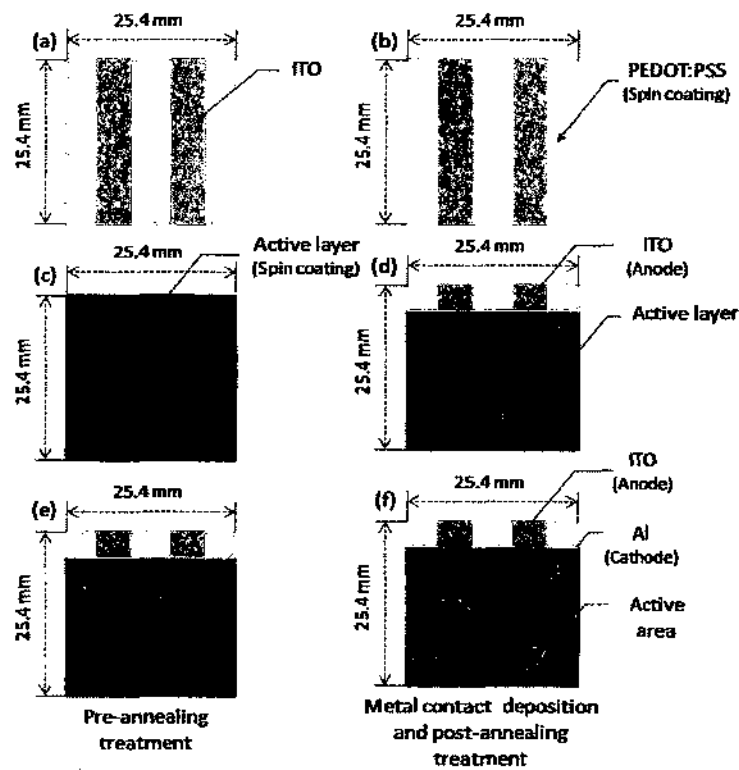 25.4 mm
(a)
ITO
25.4 mm
25.4 mm
(b)
PEDOT:PSS
(Spin coating)
25.4 mm
25.4 mm
(c)
Active layer
(Spin coating)
25.4 mm
25.4 mm
(d)
ITO
(Anode)
Active layer
25.4 mm
25.4 mm
(e)
25.4 mm
Pre-annealing
treatment
25.4 mm
(f)
ITO
(Anode)
Al
(Cathode)
Active
area
25.4 mm
Metal contact deposition
and post-annealing
treatment